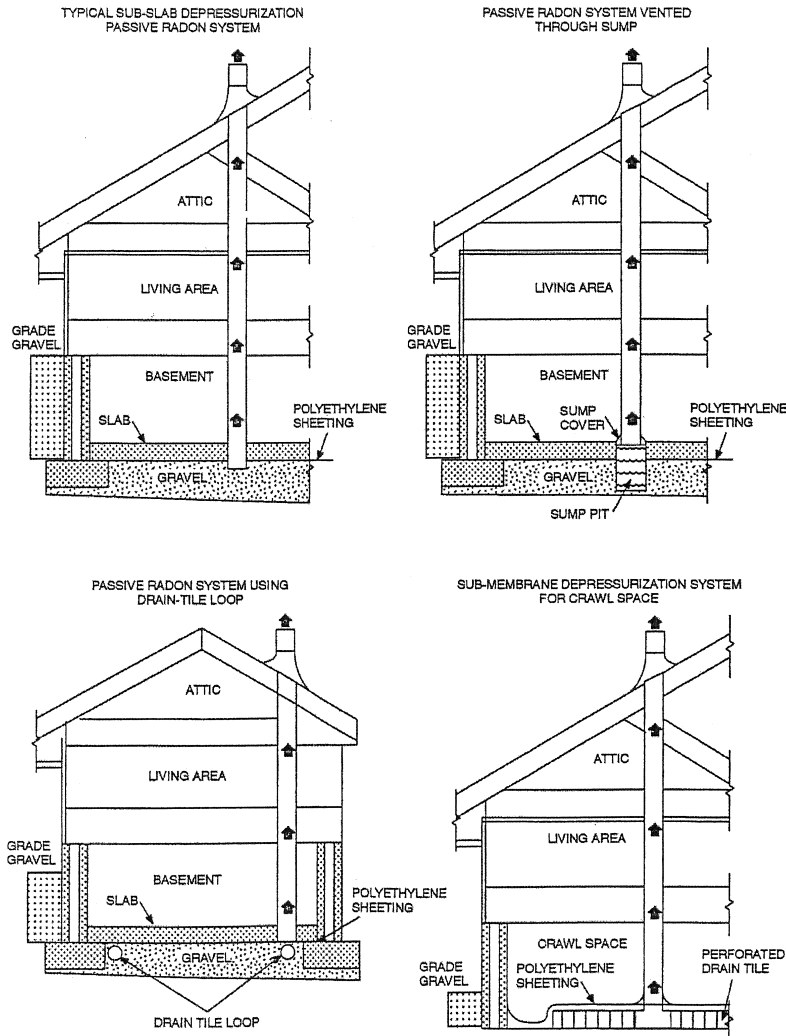 TYPICAL SUB-SLAB DEPRESSURIZATION
PASSIVE RADON SYSTEM
ATTIC
LIVING AREA
GRADE
GRAVEL
BASEMENT
SLAB
POLYETHYLENE
SHEETING
GRAVEL
PASSIVE RADON SYSTEM VENTED
THROUGH SUMP
ATTIC
LIVING AREA
GRADE
GRAVEL
BASEMENT
SLAB
SUMP
COVER
POLYETHYLENE
SHEETING
GRAVEL
SUMP PIT
PASSIVE RADON SYSTEM USING
DRAIN-TILE LOOP
ATTIC
LIVING AREA
GRADE
GRAVEL
BASEMENT
SLAB
POLYETHYLENE
SHEETING
GRAVEL
DRAIN TILE LOOP
SUB-MEMBRANE DEPRESSURIZATION SYSTEM
FOR CRAWL SPACE
ATTIC
LIVING AREA
CRAWL SPACE
GRADE
GRAVEL
POLYETHYLENE
SHEETING
PERFORATED
DRAIN TILE